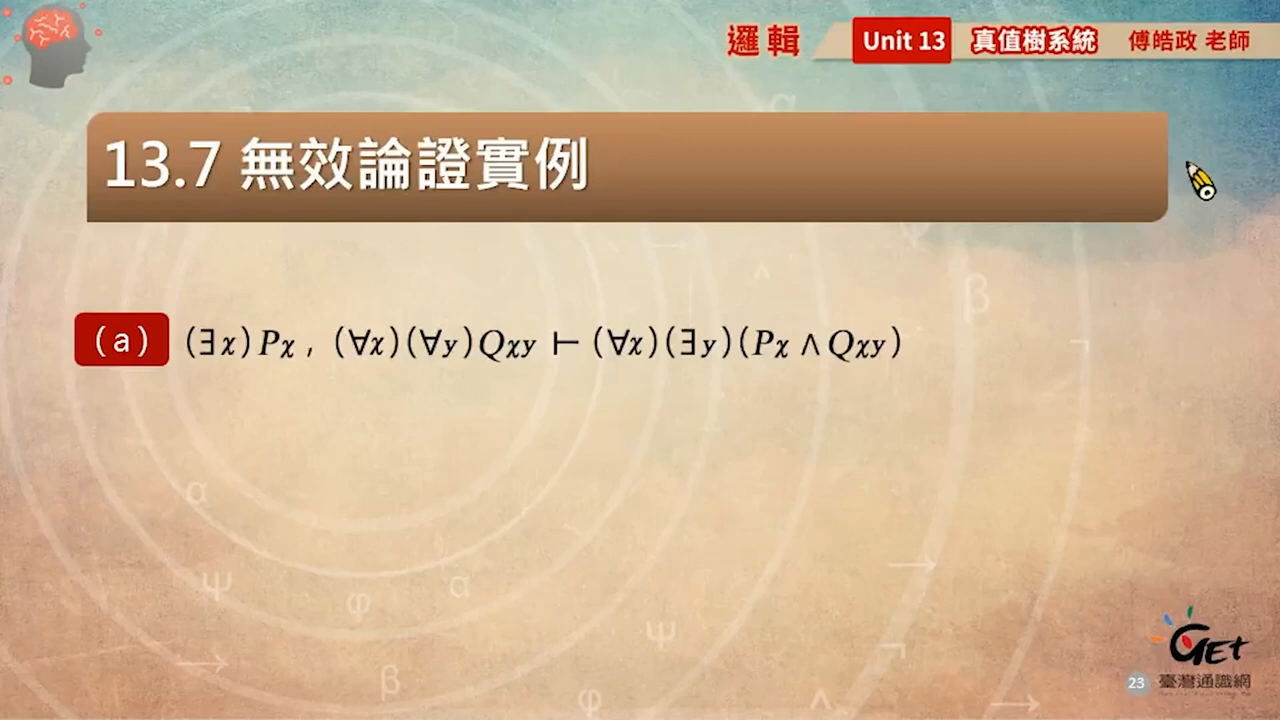 邏輯 Unit 13 真值樹系統 傅皓政 老師
13.7 無效論證實例
(a) (∃x)Px , (∀x)(∀y)Qxy ⊢ (∀x)(∃y)(Px ∧ Qxy)
GET
23 臺灣通識網